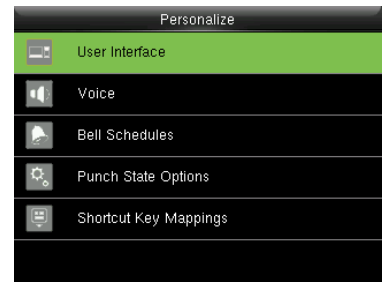 Personalize
User Interface
Voice
Bell Schedules
Punch State Options
Shortcut Key Mappings